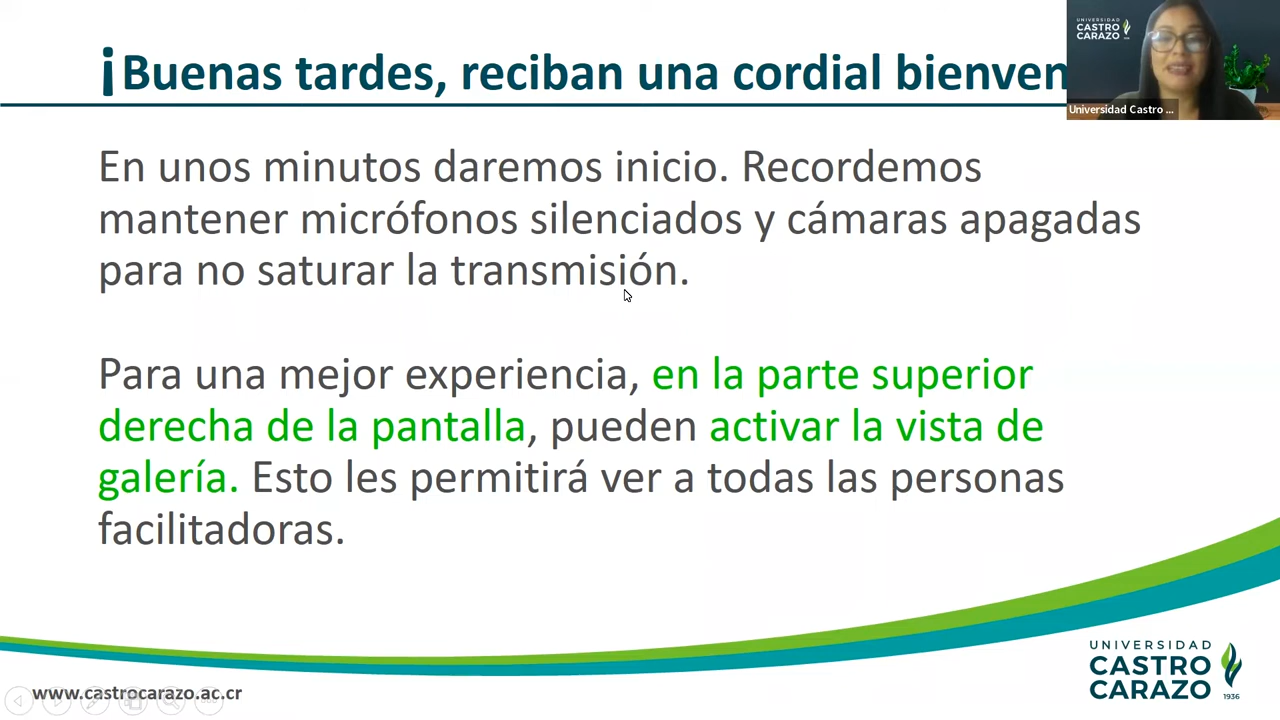 ¡Buenas tardes, reciban una cordial bienven
UNIVERSIDAD
CASTRO
CARAZO
Universidad Castro ...
En unos minutos daremos inicio. Recordemos
mantener micrófonos silenciados y cámaras apagadas
para no saturar la transmisión.
Para una mejor experiencia, en la parte superior
derecha de la pantalla, pueden activar la vista de
galería. Esto les permitirá ver a todas las personas
facilitadoras.
www.castrocarazo.ac.cr
UNIVERSIDAD
CASTRO
CARAZO
1936